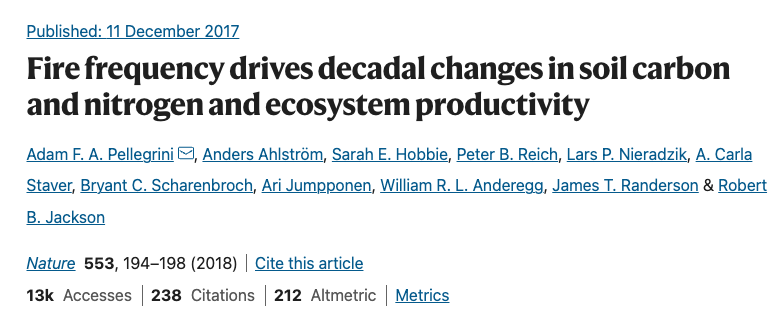 Published: 11 December 2017
Fire frequency drives decadal changes in soil carbon
and nitrogen and ecosystem productivity
Adam F. A. Pellegrini, Anders Ahlström, Sarah E. Hobbie, Peter B. Reich, Lars P. Nieradzik, A. Carla
Staver, Bryant C. Scharenbroch, Ari Jumpponen, William R. L. Anderegg, James T. Randerson & Robert
B. Jackson
Nature 553, 194–198 (2018) | Cite this article
13k Accesses | 238 Citations | 212 Altmetric | Metrics